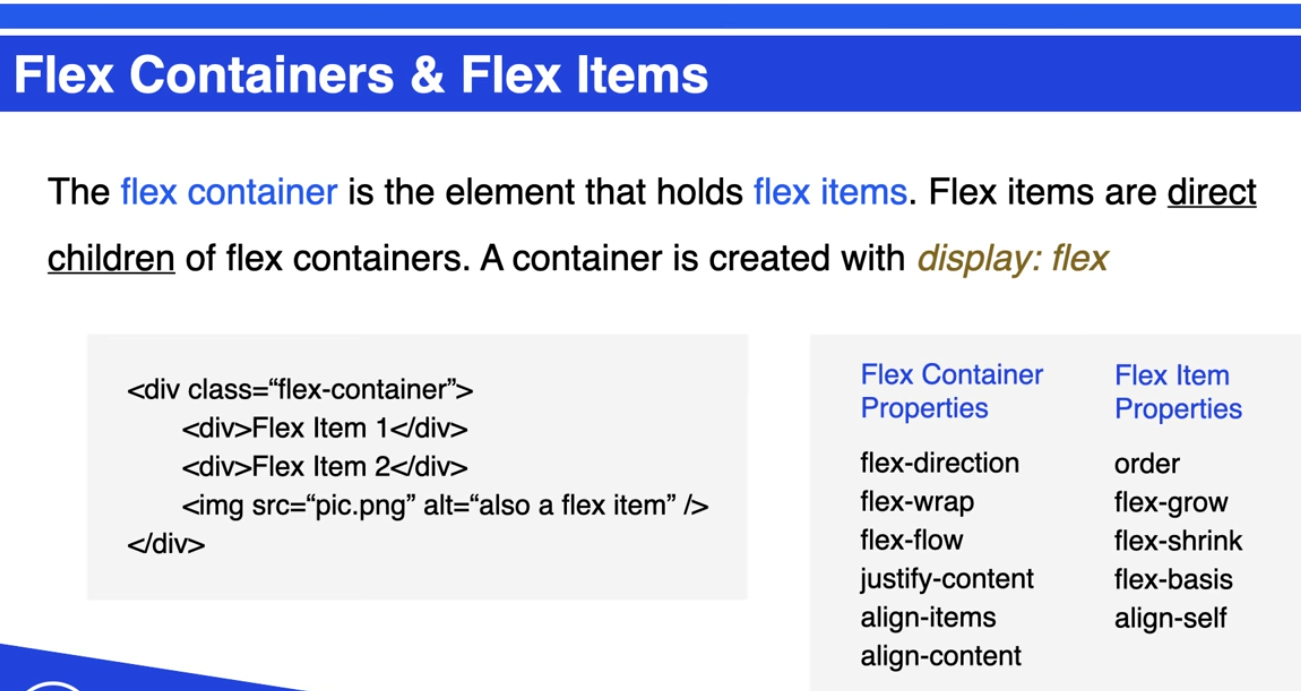 Flex Containers & Flex Items
The flex container is the element that holds flex items. Flex items are direct
children of flex containers. A container is created with display: flex
<div class=“flex-container”>
<div>Flex Item 1</div>
<div>Flex Item 2</div>
<img src=“pic.png” alt=“also a flex item” />
</div>
Flex Container
Properties
flex-direction
flex-wrap
flex-flow
justify-content
align-items
align-content
Flex Item
Properties
order
flex-grow
flex-shrink
flex-basis
align-self